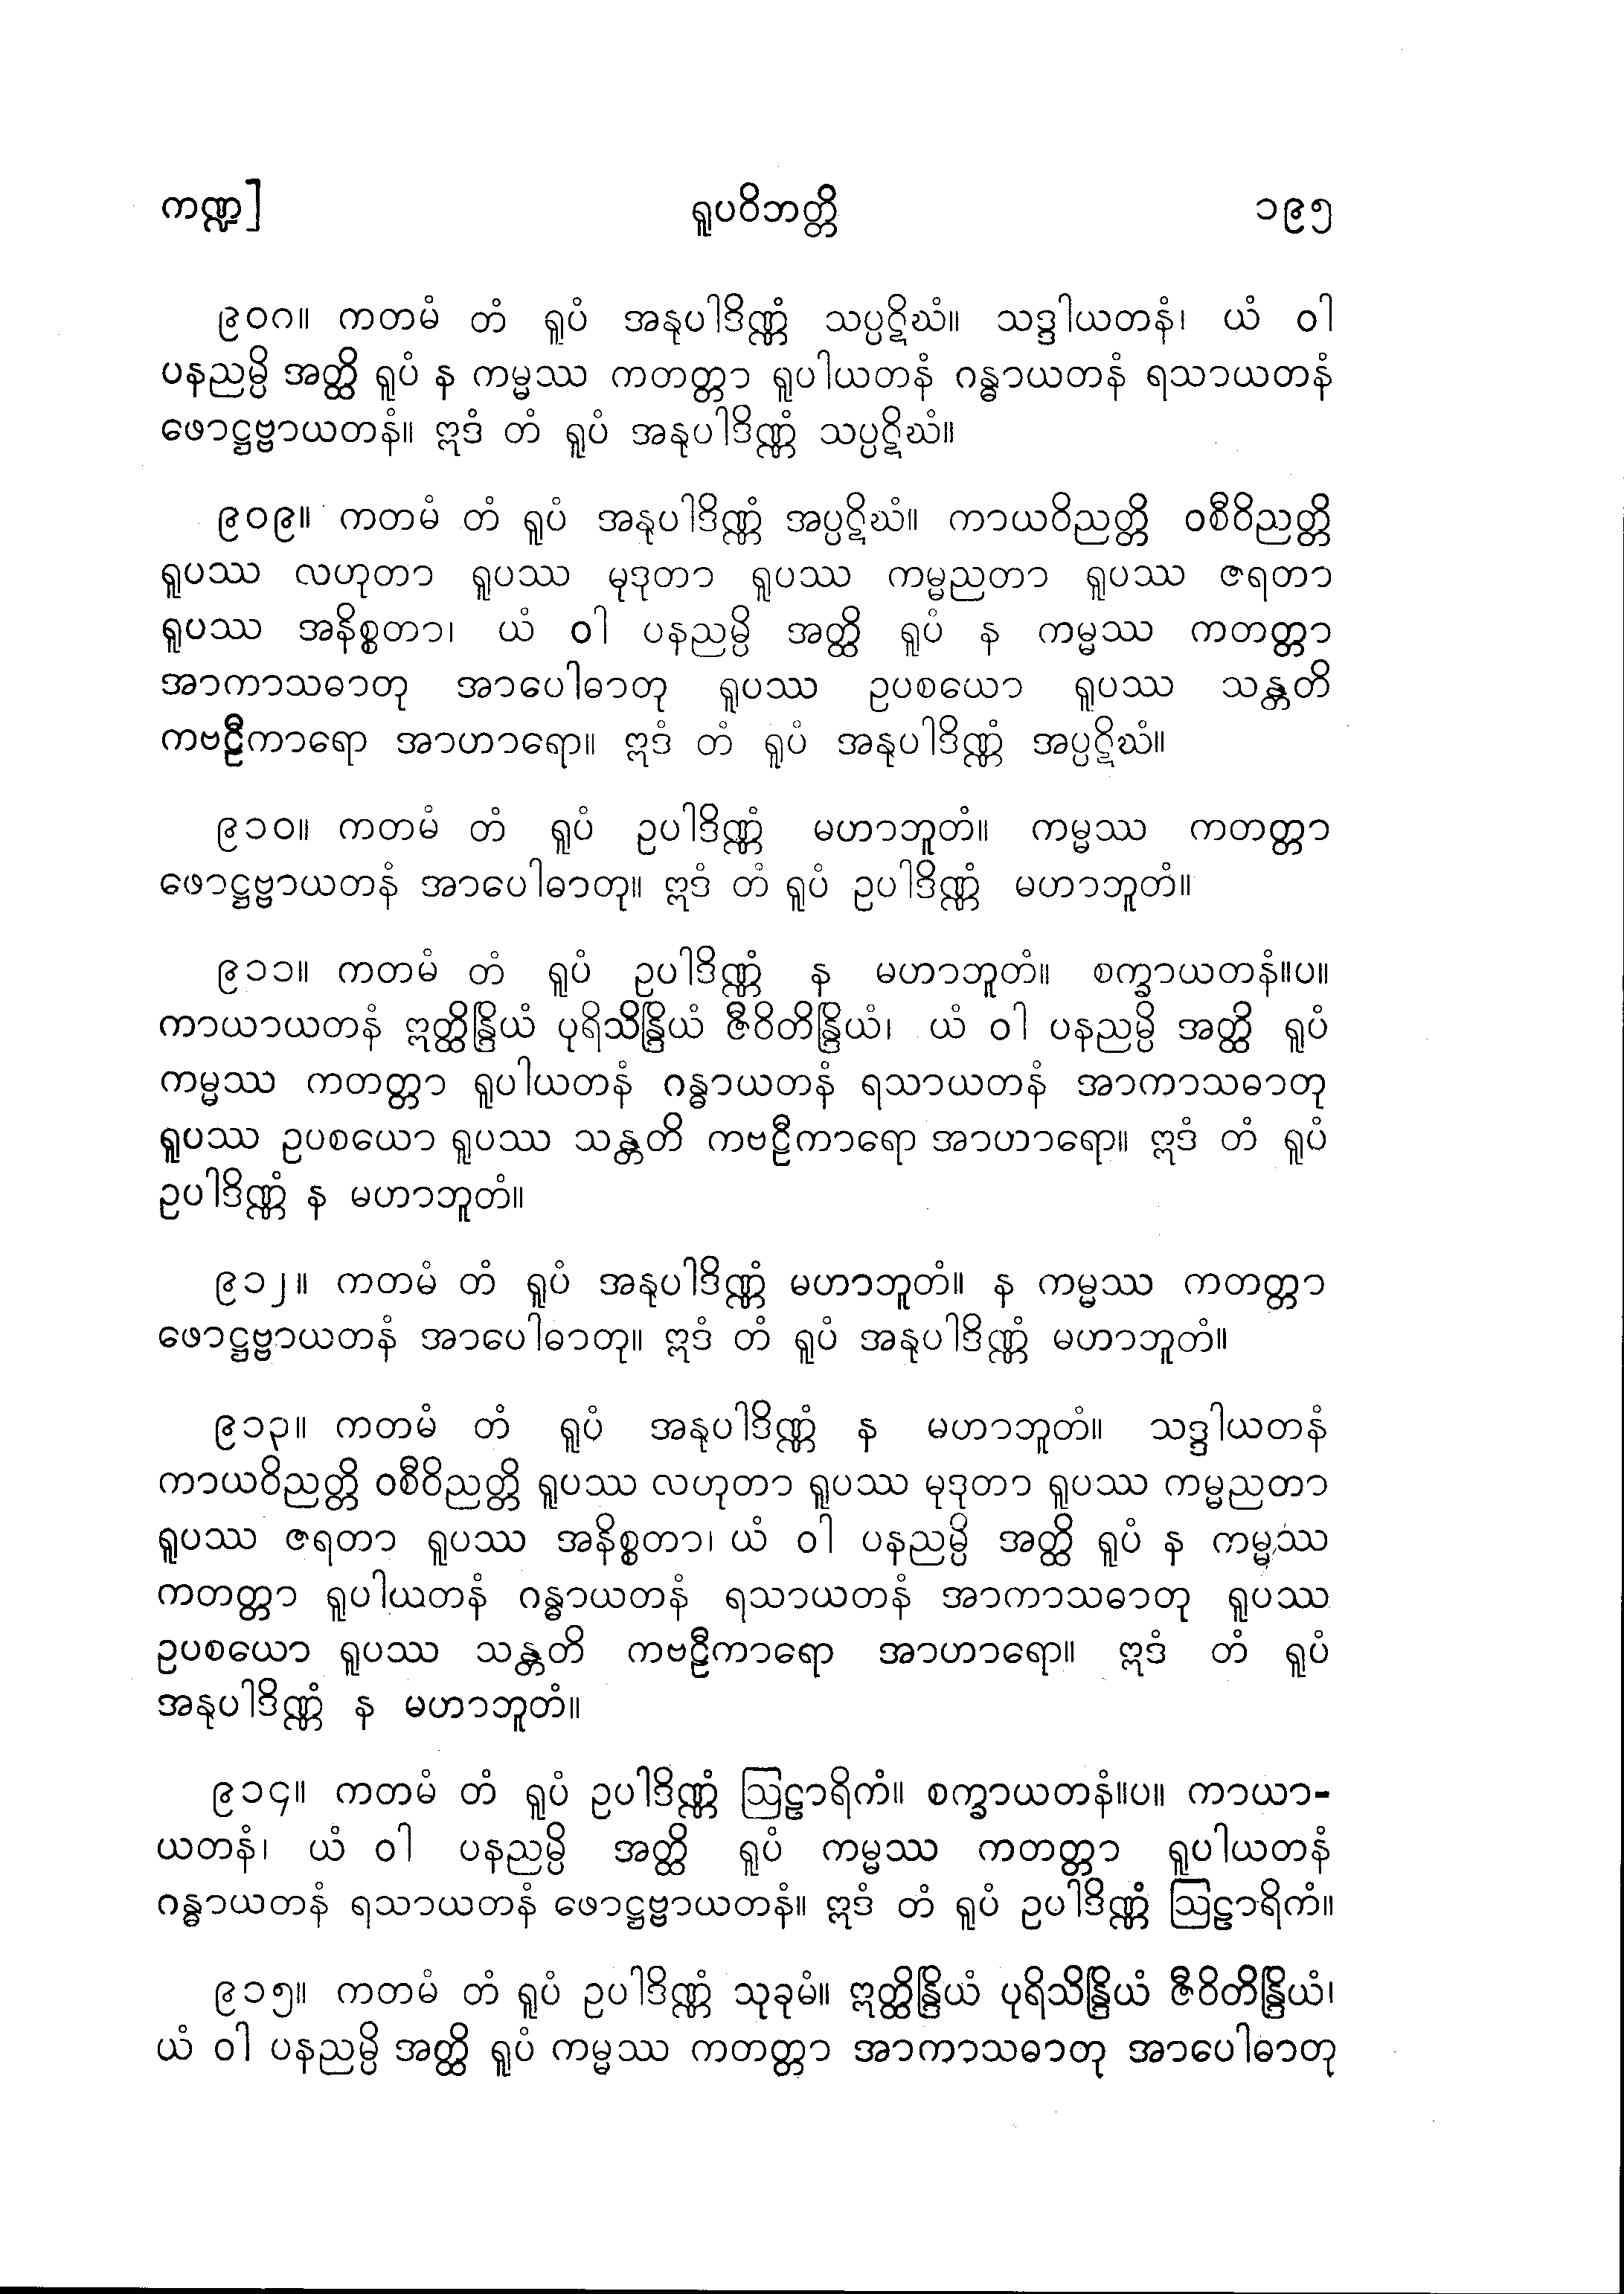 ကဏ္ဍ] ရူပဝိဘတ္တိ ၁၉၅
၉၀ဂ။ ကတမံ တံ ရူပံ အနုပါဒိဏ္ဏံ သပ္ပဋိဃံ။ သဒ္ဒါယတနံ၊ ယံ ဝါ
ပနညမ္ပိ အတ္ထိ ရူပံ န ကမ္မဿ ကတတ္တာ ရူပါယတနံ ဂန္ဓာယတနံ ရသာယတနံ
ဖောဋ္ဌဗ္ဗာယတနံ။ ဣဒံ တံ ရူပံ အနုပါဒိဏ္ဏံ သပ္ပဋိဃံ။
၉၀၉။ ကတမံ တံ ရူပံ အနုပါဒိဏ္ဏံ အပ္ပဋိဃံ။ ကာယဝိညတ္တိ ဝစီဝိညတ္တိ
ရူပဿ လဟုတာ ရူပဿ မုဒုတာ ရူပဿ ကမ္မညတာ ရူပဿ ဇရတာ
ရူပဿ အနိစ္စတာ၊ ယံ ဝါ ပနညမ္ပိ အတ္ထိ ရူပံ န ကမ္မဿ ကတတ္တာ
အာကာသဓာတု အာပေါဓာတု ရူပဿ ဥပစယော ရူပဿ သန္တတိ
ကဗဠီကာရော အာဟာရော။ ဣဒံ တံ ရူပံ အနုပါဒိဏ္ဏံ အပ္ပဋိဃံ။
၉၁၀။ ကတမံ တံ ရူပံ ဥပါဒိဏ္ဏံ မဟာဘူတံ။ ကမ္မဿ ကတတ္တာ
ဖောဋ္ဌဗ္ဗာယတနံ အာပေါဓာတု။ ဣဒံ တံ ရူပံ ဥပါဒိဏ္ဏံ မဟာဘူတံ။
၉၁၁။ ကတမံ တံ ရူပံ ဥပါဒိဏ္ဏံ န မဟာဘူတံ။ စက္ခာယတနံ။ပ။
ကာယာယတနံ ဣတ္ထိန္ဒြိယံ ပုရိသိန္ဒြိယံ ဇီဝိတိန္ဒြိယံ၊ ယံ ဝါ ပနညမ္ပိ အတ္ထိ ရူပံ
ကမ္မဿ ကတတ္တာ ရူပါယတနံ ဂန္ဓာယတနံ ရသာယတနံ အာကာသဓာတု
ရူပဿ ဥပစယော ရူပဿ သန္တတိ ကဗဠီကာရော အာဟာရော။ ဣဒံ တံ ရူပံ
ဥပါဒိဏ္ဏံ န မဟာဘူတံ။
၉၁၂။ ကတမံ တံ ရူပံ အနုပါဒိဏ္ဏံ မဟာဘူတံ။ န ကမ္မဿ ကတတ္တာ
ဖောဋ္ဌဗ္ဗာယတနံ အာပေါဓာတု။ ဣဒံ တံ ရူပံ အနုပါဒိဏ္ဏံ မဟာဘူတံ။
၉၁၃။ ကတမံ တံ ရူပံ အနုပါဒိဏ္ဏံ န မဟာဘူတံ။ သဒ္ဒါယတနံ
ကာယဝိညတ္တိ ဝစီဝိညတ္တိ ရူပဿ လဟုတာ ရူပဿ မုဒုတာ ရူပဿ ကမ္မညတာ
ရူပဿ ဇရတာ ရူပဿ အနိစ္စတာ၊ ယံ ဝါ ပနညမ္ပိ အတ္ထိ ရူပံ န ကမ္မဿ
ကတတ္တာ ရူပါယတနံ ဂန္ဓာယတနံ ရသာယတနံ အာကာသဓာတု ရူပဿ
ဥပစယော ရူပဿ သန္တတိ ကဗဠီကာရော အာဟာရော။ ဣဒံ တံ ရူပံ
အနုပါဒိဏ္ဏံ န မဟာဘူတံ။
၉၁၄။ ကတမံ တံ ရူပံ ဥပါဒိဏ္ဏံ ဩဠာရိကံ။ စက္ခာယတနံ။ပ။ ကာယာ-
ယတနံ၊ ယံ ဝါ ပနညမ္ပိ အတ္ထိ ရူပံ ကမ္မဿ ကတတ္တာ ရူပါယတနံ
ဂန္ဓာယတနံ ရသာယတနံ ဖောဋ္ဌဗ္ဗာယတနံ။ ဣဒံ တံ ရူပံ ဥပါဒိဏ္ဏံ ဩဠာရိကံ။
၉၁၅။ ကတမံ တံ ရူပံ ဥပါဒိဏ္ဏံ သုခုမံ။ ဣတ္ထိန္ဒြိယံ ပုရိသိန္ဒြိယံ ဇီဝိတိန္ဒြိယံ၊
ယံ ဝါ ပနညမ္ပိ အတ္ထိ ရူပံ ကမ္မဿ ကတတ္တာ အာကာသဓာတု အာပေါဓာတု